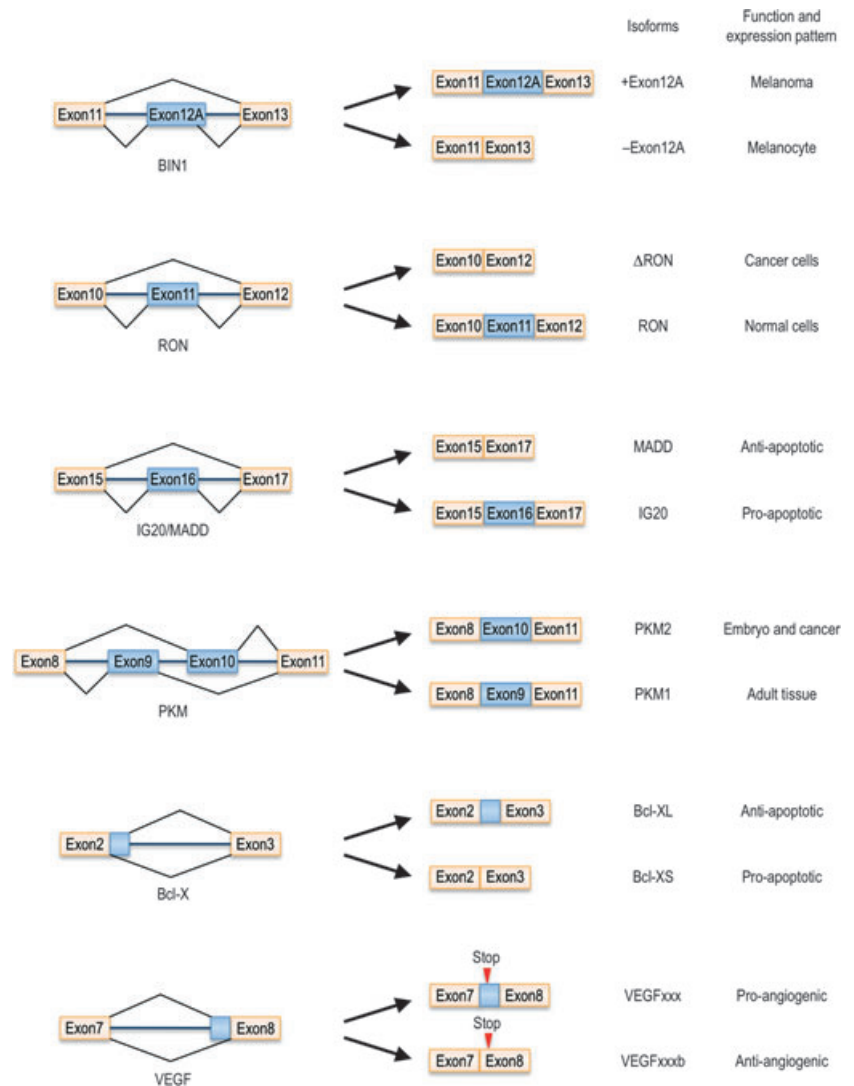 Isoforms
Function and
expression pattern
Exon11 Exon12A Exon13
BIN1
Exon11 Exon12A Exon13 +Exon12A Melanoma
Exon11 Exon13 –Exon12A Melanocyte
Exon10 Exon11 Exon12
RON
Exon10 Exon12 ΔRON Cancer cells
Exon10 Exon11 Exon12 RON Normal cells
Exon15 Exon16 Exon17
IG20/MADD
Exon15 Exon17 MADD Anti-apoptotic
Exon15 Exon16 Exon17 IG20 Pro-apoptotic
Exon8 Exon9 Exon10 Exon11
PKM
Exon8 Exon10 Exon11 PKM2 Embryo and cancer
Exon8 Exon9 Exon11 PKM1 Adult tissue
Exon2 Exon3
Bcl-X
Exon2 Exon3 Bcl-XL Anti-apoptotic
Exon2 Exon3 Bcl-XS Pro-apoptotic
Exon7 Exon8
VEGF
Stop
Exon7 Exon8 VEGFxxx Pro-angiogenic
Stop
Exon7 Exon8 VEGFxxxb Anti-angiogenic